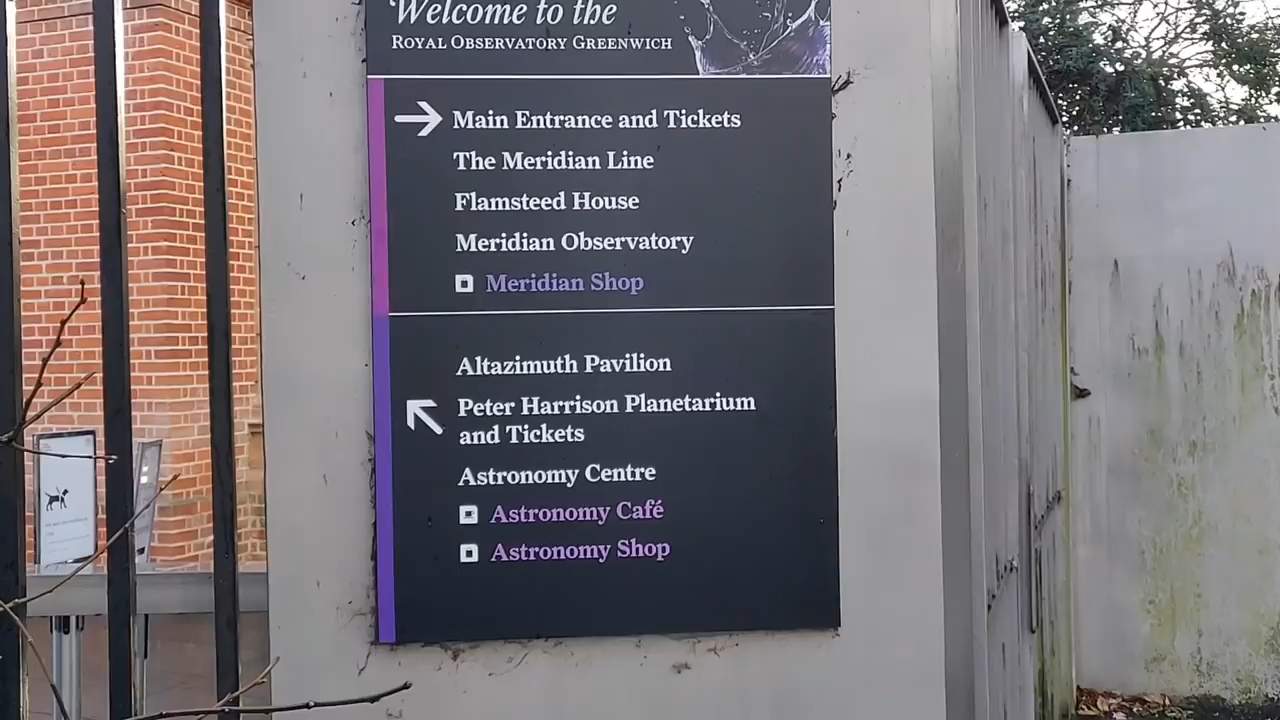 Welcome to the
Royal Observatory Greenwich
Main Entrance and Tickets
The Meridian Line
Flamsteed House
Meridian Observatory
Meridian Shop
Altazimuth Pavilion
Peter Harrison Planetarium
and Tickets
Astronomy Centre
Astronomy Café
Astronomy Shop